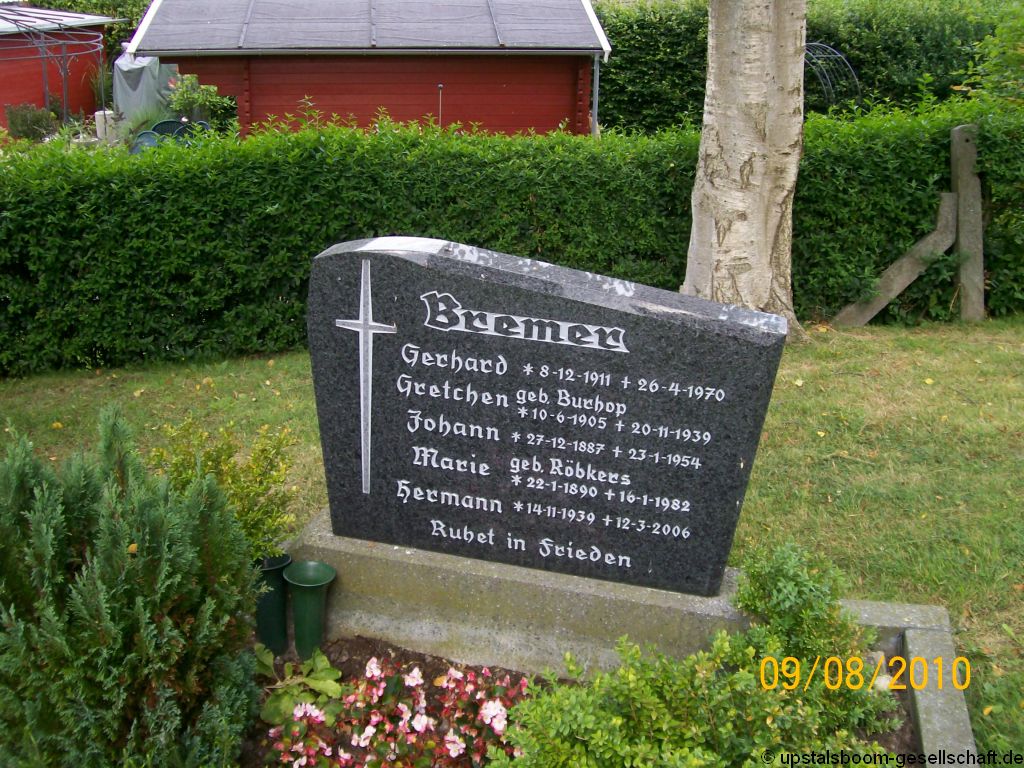 Bremer
Gerhard * 8-12-1911 + 26-4-1970
Gretchen geb. Burhop
* 10-6-1905 + 20-11-1939
Johann * 27-12-1887 + 23-1-1954
Marie geb. Röbkers
* 22-1-1890 + 16-1-1982
Hermann * 14-11-1939 + 12-3-2006
Ruhet in Frieden
09/08/2010
© upstalsboom-gesellschaft.de